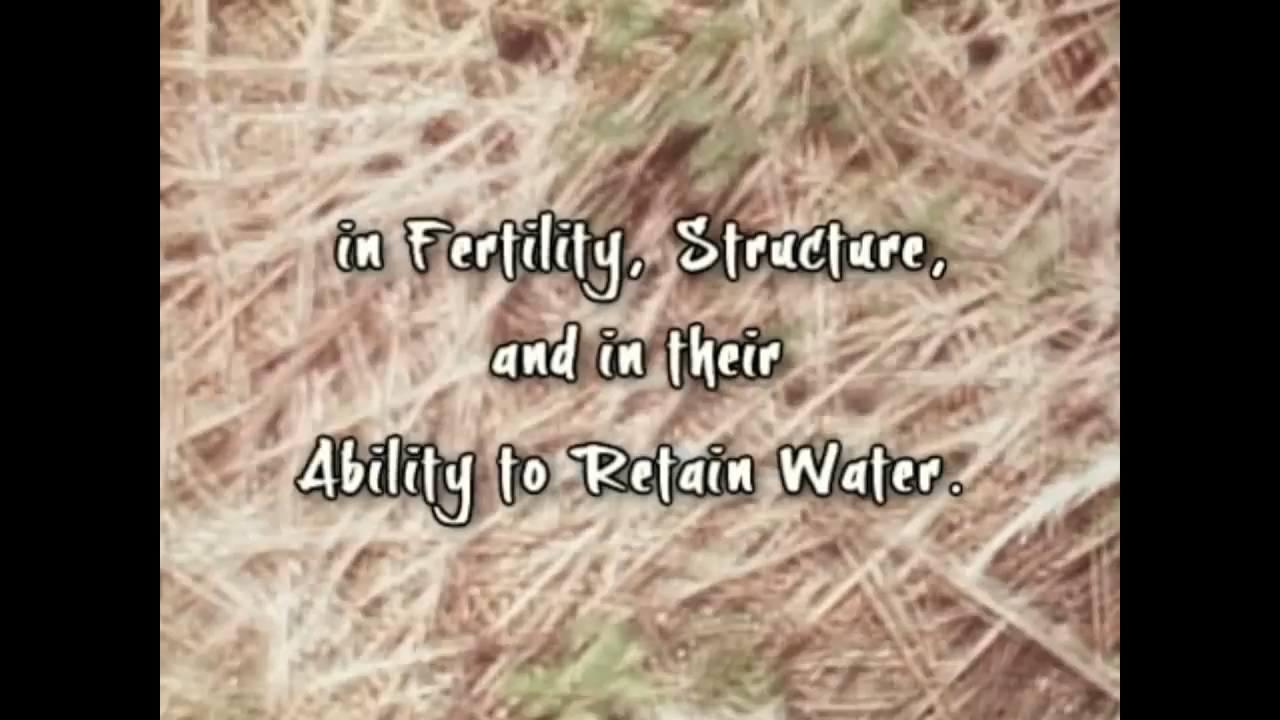 in Fertility, Structure,
and in their
Ability to Retain Water.